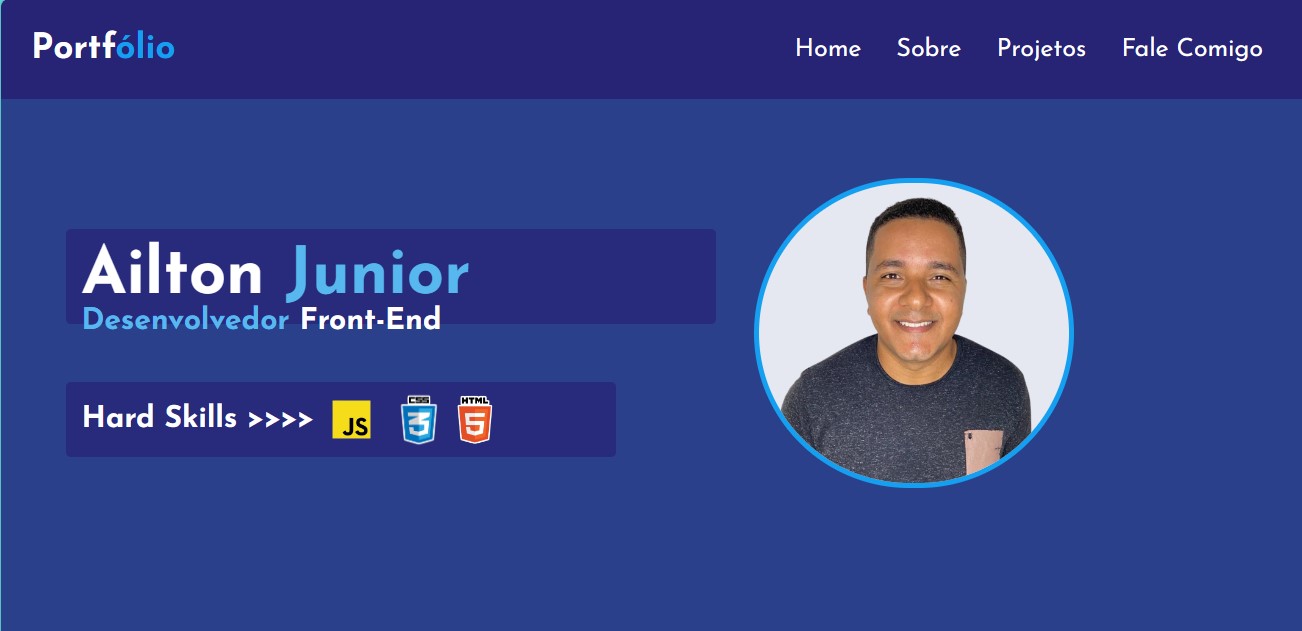 Portfólio
Home Sobre Projetos Fale Comigo
Ailton Junior
Desenvolvedor Front-End
Hard Skills >>>> JS CSS 3 HTML 5